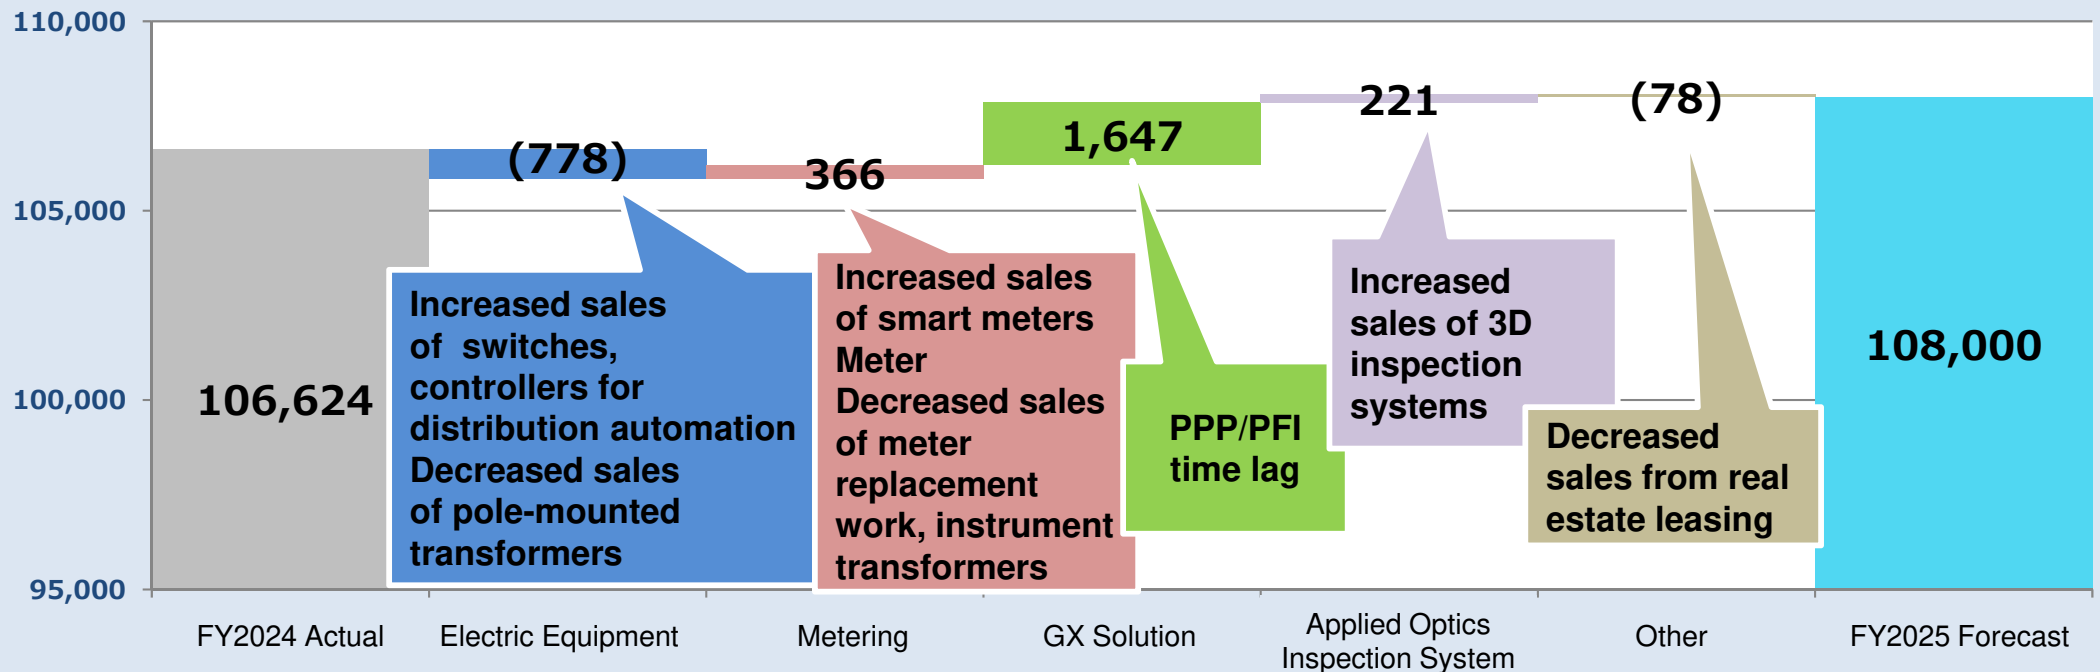 110,000
105,000
100,000
95,000
106,624
(778)
366
1,647
221
(78)
108,000
Increased sales
of switches,
controllers for
distribution automation
Decreased sales
of pole-mounted
transformers
Increased sales
of smart meters
Meter
Decreased sales
of meter
replacement
work, instrument
transformers
PPP/PFI
time lag
Increased
sales of 3D
inspection
systems
Decreased
sales from real
estate leasing
FY2024 Actual
Electric Equipment
Metering
GX Solution
Applied Optics
Inspection System
Other
FY2025 Forecast